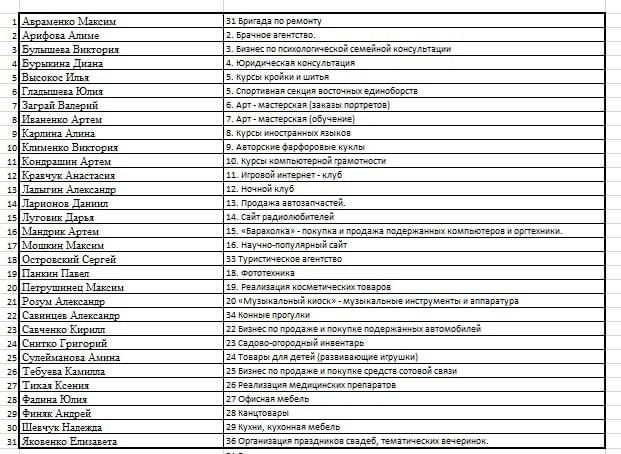 1 Авраменко Максим 31 Бригада по ремонту
2 Арифова Алиме 2. Брачное агентство.
3 Булышева Виктория 3. Бизнес по психологической семейной консультации
4 Бурыкина Диана 4. Юридическая консультация
5 Высокос Илья 5. Курсы кройки и шитья
6 Гладышева Юлия 5. Спортивная секция восточных единоборств
7 Заграй Валерий 6. Арт - мастерская (заказы портретов)
8 Иваненко Артем 7. Арт - мастерская (обучение)
9 Карлина Алина 8. Курсы иностранных языков
10 Клименко Виктория 9. Авторские фарфоровые куклы
11 Кондрашин Артем 10. Курсы компьютерной грамотности
12 Кравчук Анастасия 11. Игровой интернет - клуб
13 Ладыгин Александр 12. Ночной клуб
14 Ларионов Даниил 13. Продажа автозапчастей.
15 Луговик Дарья 14. Сайт радиолюбителей
16 Мандрик Артем 15. «Барахолка» - покупка и продажа подержанных компьютеров и оргтехники.
17 Мошкин Максим 16. Научно-популярный сайт
18 Островский Сергей 33 Туристическое агентство
19 Панкин Павел 18. Фототехника
20 Петрушинец Максим 19. Реализация косметических товаров
21 Розум Александр 20 «Музыкальный киоск» - музыкальные инструменты и аппаратура
22 Савинцев Александр 34 Конные прогулки
23 Савченко Кирилл 22 Бизнес по продаже и покупке подержанных автомобилей
24 Снитко Григорий 23 Садово-огородный инвентарь
25 Сулейманова Амина 24 Товары для детей (развивающие игрушки)
26 Тебуева Камилла 25 Бизнес по продаже и покупке средств сотовой связи
27 Тихая Ксения 26 Реализация медицинских препаратов
28 Фадина Юлия 27 Офисная мебель
29 Финяк Андрей 28 Канцтовары
30 Шевчук Надежда 29 Кухни, кухонная мебель
31 Яковенко Елизавета 36 Организация праздников свадеб, тематических вечеринок.